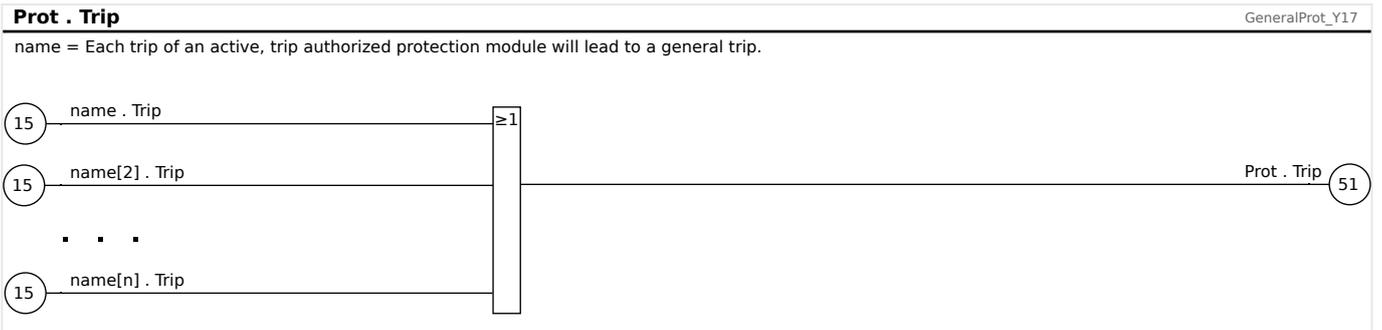 Prot . Trip
GeneralProt_Y17
name = Each trip of an active, trip authorized protection module will lead to a general trip.
name . Trip
15
≥1
name[2] . Trip
15
Prot . Trip
51
. . .
name[n] . Trip
15